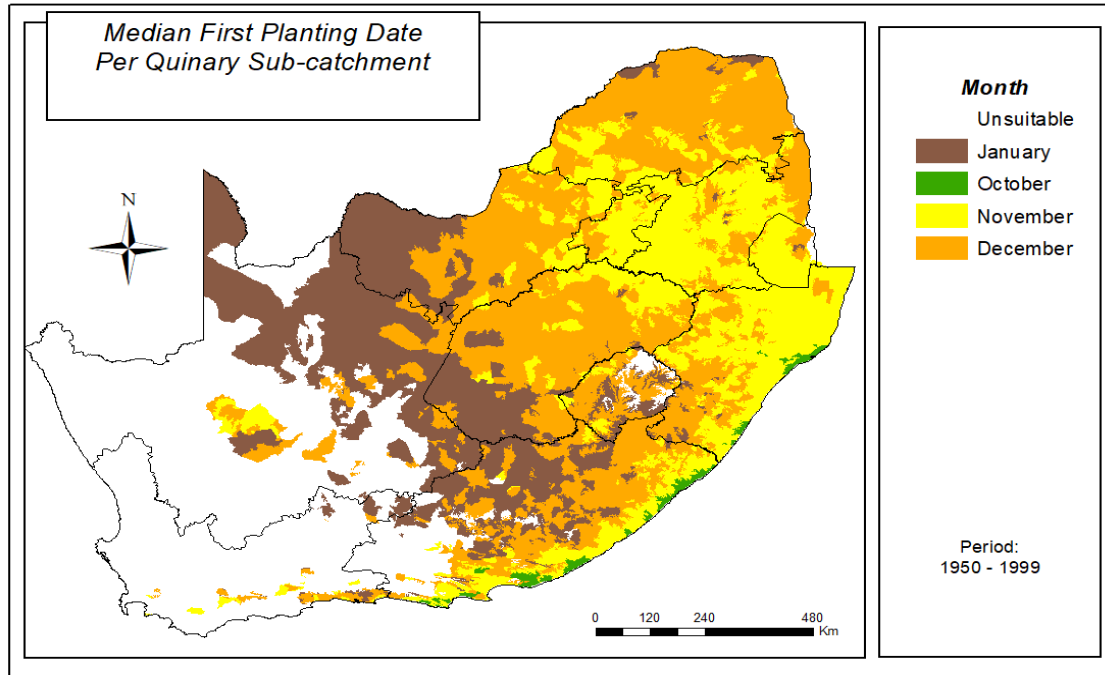 Median First Planting Date
Per Quinary Sub-catchment
N
Month
Unsuitable
January
October
November
December
Period:
1950 - 1999
0 120 240 480
Km